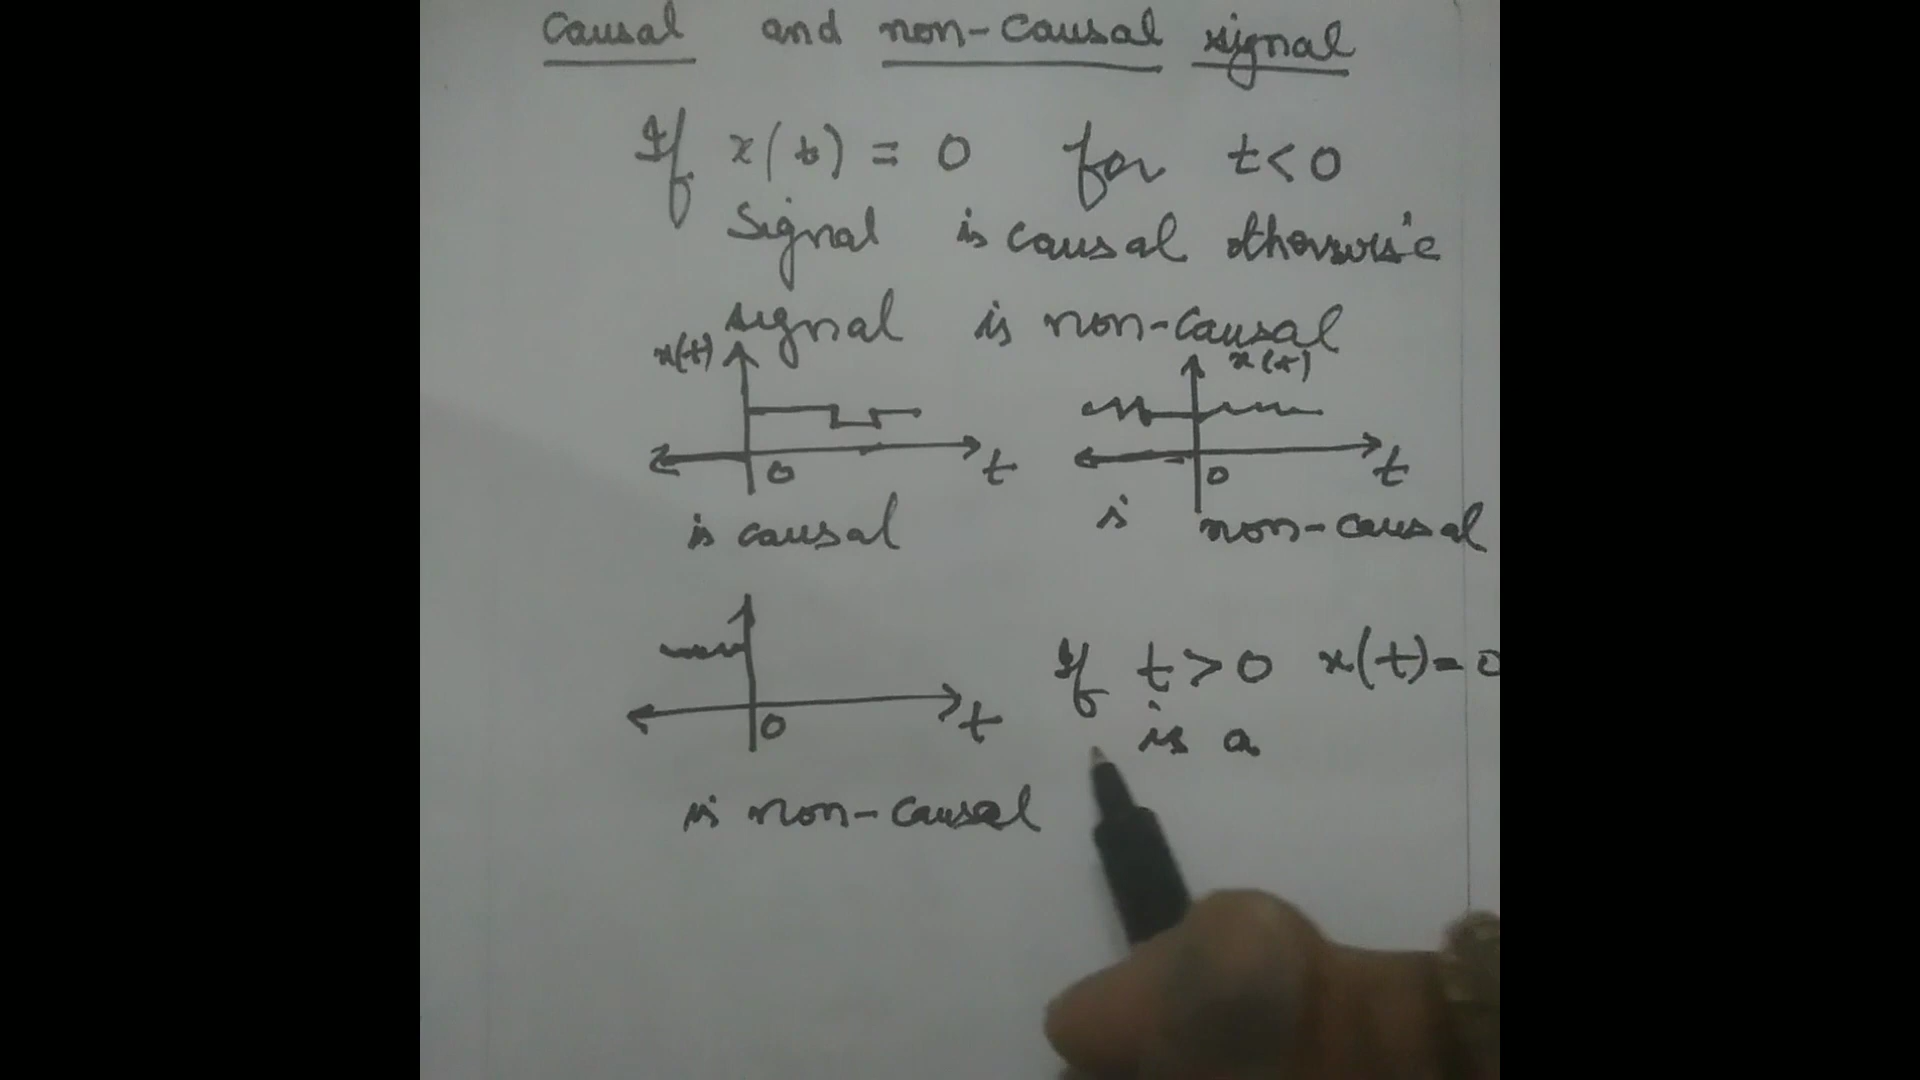 Causal and non-causal signal
If x(t) = 0 for t<0
Signal is causal otherwise
signal is non-causal
x(t) x(t)
0 t 0 t
is causal is non-causal
If t>0 x(t)=0
0 t is a
is non-causal